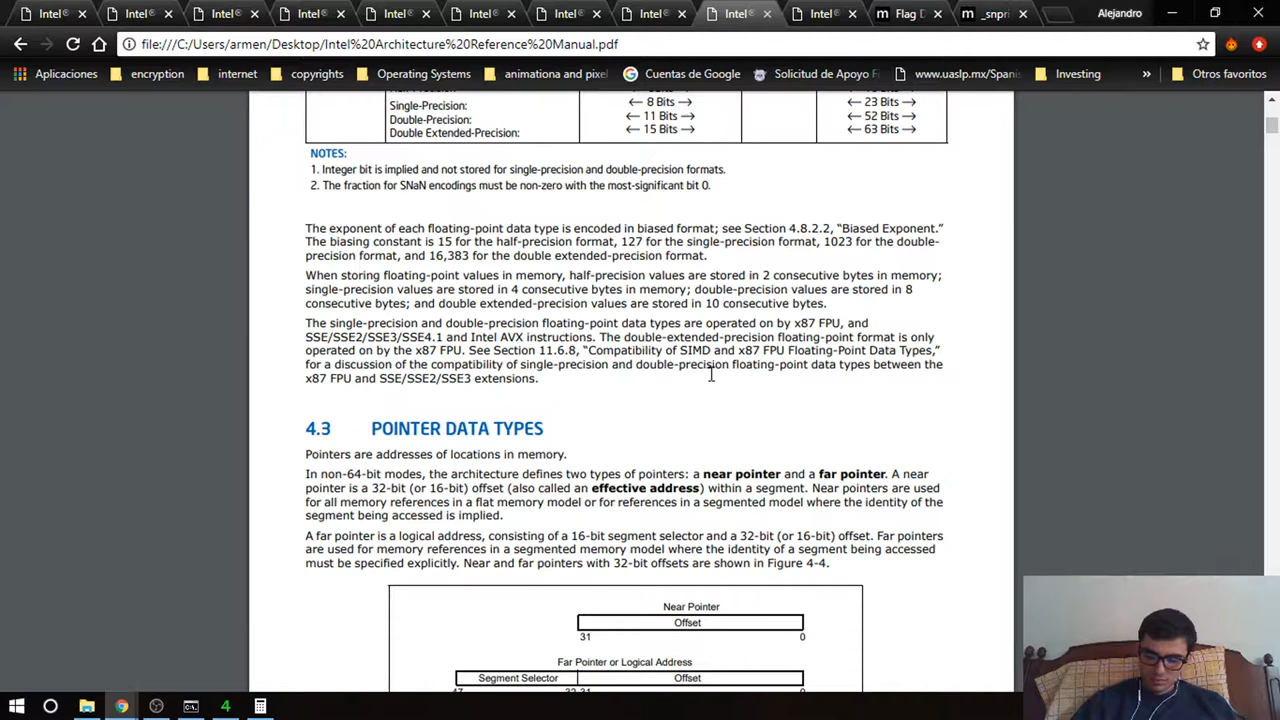 Intel® Intel® Intel® Intel® Intel® Intel® Intel® Intel® Intel® Intel® Flag D _snpri Alejandro
file:///C:/Users/armen/Desktop/Intel%20Architecture%20Reference%20Manual.pdf
Aplicaciones encryption internet copyrights Operating Systems animationa and pixel Cuentas de Google Solicitud de Apoyo F www.uaslp.mx/Spani Investing » Otros favoritos
Single-Precision: ← 8 Bits → ← 23 Bits →
Double-Precision: ← 11 Bits → ← 52 Bits →
Double Extended-Precision: ← 15 Bits → ← 63 Bits →
NOTES:
1. Integer bit is implied and not stored for single-precision and double-precision formats.
2. The fraction for SNaN encodings must be non-zero with the most-significant bit 0.
The exponent of each floating-point data type is encoded in biased format; see Section 4.8.2.2, “Biased Exponent.”
The biasing constant is 15 for the half-precision format, 127 for the single-precision format, 1023 for the double-
precision format, and 16,383 for the double extended-precision format.
When storing floating-point values in memory, half-precision values are stored in 2 consecutive bytes in memory;
single-precision values are stored in 4 consecutive bytes in memory; double-precision values are stored in 8
consecutive bytes; and double extended-precision values are stored in 10 consecutive bytes.
The single-precision and double-precision floating-point data types are operated on by x87 FPU, and
SSE/SSE2/SSE3/SSE4.1 and Intel AVX instructions. The double-extended-precision floating-point format is only
operated on by the x87 FPU. See Section 11.6.8, “Compatibility of SIMD and x87 FPU Floating-Point Data Types,”
for a discussion of the compatibility of single-precision and double-precision floating-point data types between the
x87 FPU and SSE/SSE2/SSE3 extensions.
4.3 POINTER DATA TYPES
Pointers are addresses of locations in memory.
In non-64-bit modes, the architecture defines two types of pointers: a near pointer and a far pointer. A near
pointer is a 32-bit (or 16-bit) offset (also called an effective address) within a segment. Near pointers are used
for all memory references in a flat memory model or for references in a segmented model where the identity of the
segment being accessed is implied.
A far pointer is a logical address, consisting of a 16-bit segment selector and a 32-bit (or 16-bit) offset. Far pointers
are used for memory references in a segmented memory model where the identity of a segment being accessed
must be specified explicitly. Near and far pointers with 32-bit offsets are shown in Figure 4-4.
Near Pointer
Offset
31 0
Far Pointer or Logical Address
Segment Selector Offset
47 32 31 0